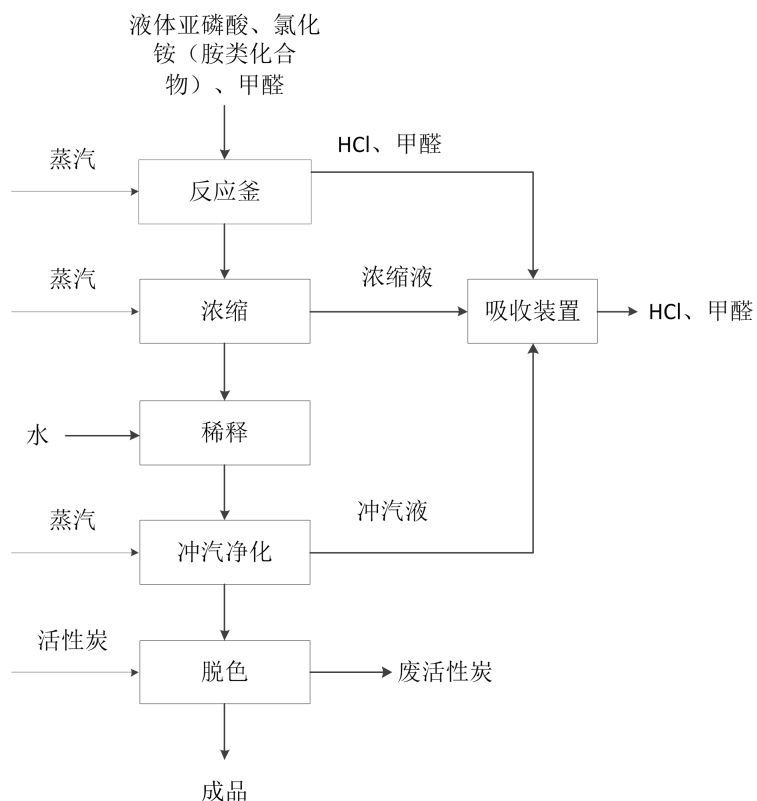 液体亚磷酸、氯化
铵（胺类化合
物）、甲醛
HCl、甲醛
蒸汽
反应釜
蒸汽
浓缩液
浓缩
吸收装置
HCl、甲醛
水
稀释
蒸汽
冲汽液
冲汽净化
活性炭
脱色
废活性炭
成品